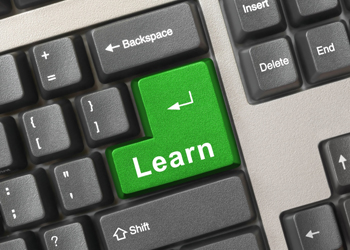 Insert
+
=
← Backspace
Delete
End
{
[
}
]
Learn
:
;
"
'
Shift
?